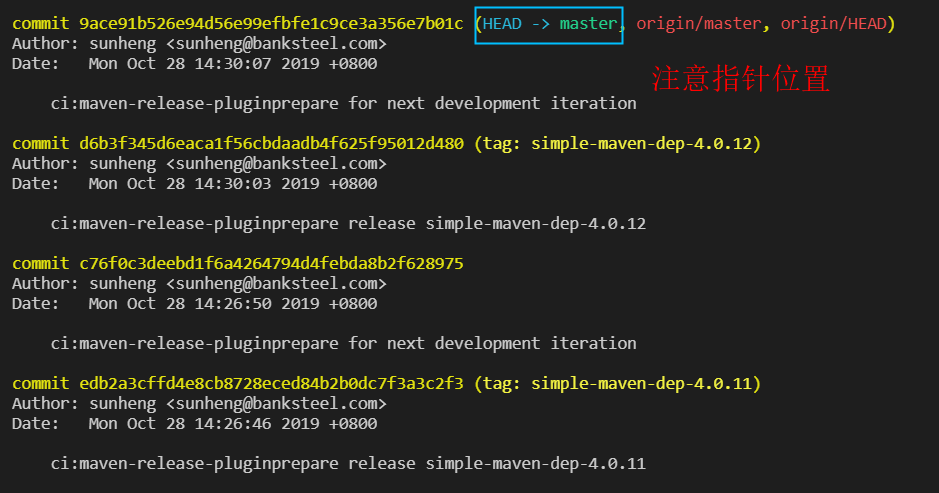 commit 9ace91b526e94d56e99efbfe1c9ce3a356e7b01c (HEAD -> master, origin/master, origin/HEAD)
Author: sunheng <sunheng@banksteel.com>
Date:   Mon Oct 28 14:30:07 2019 +0800
注意指针位置
    ci:maven-release-pluginprepare for next development iteration
commit d6b3f345d6eaca1f56cbdaadb4f625f95012d480 (tag: simple-maven-dep-4.0.12)
Author: sunheng <sunheng@banksteel.com>
Date:   Mon Oct 28 14:30:03 2019 +0800
    ci:maven-release-pluginprepare release simple-maven-dep-4.0.12
commit c76f0c3deebd1f6a4264794d4febda8b2f628975
Author: sunheng <sunheng@banksteel.com>
Date:   Mon Oct 28 14:26:50 2019 +0800
    ci:maven-release-pluginprepare for next development iteration
commit edb2a3cffd4e8cb8728eced84b2b0dc7f3a3c2f3 (tag: simple-maven-dep-4.0.11)
Author: sunheng <sunheng@banksteel.com>
Date:   Mon Oct 28 14:26:46 2019 +0800
    ci:maven-release-pluginprepare release simple-maven-dep-4.0.11